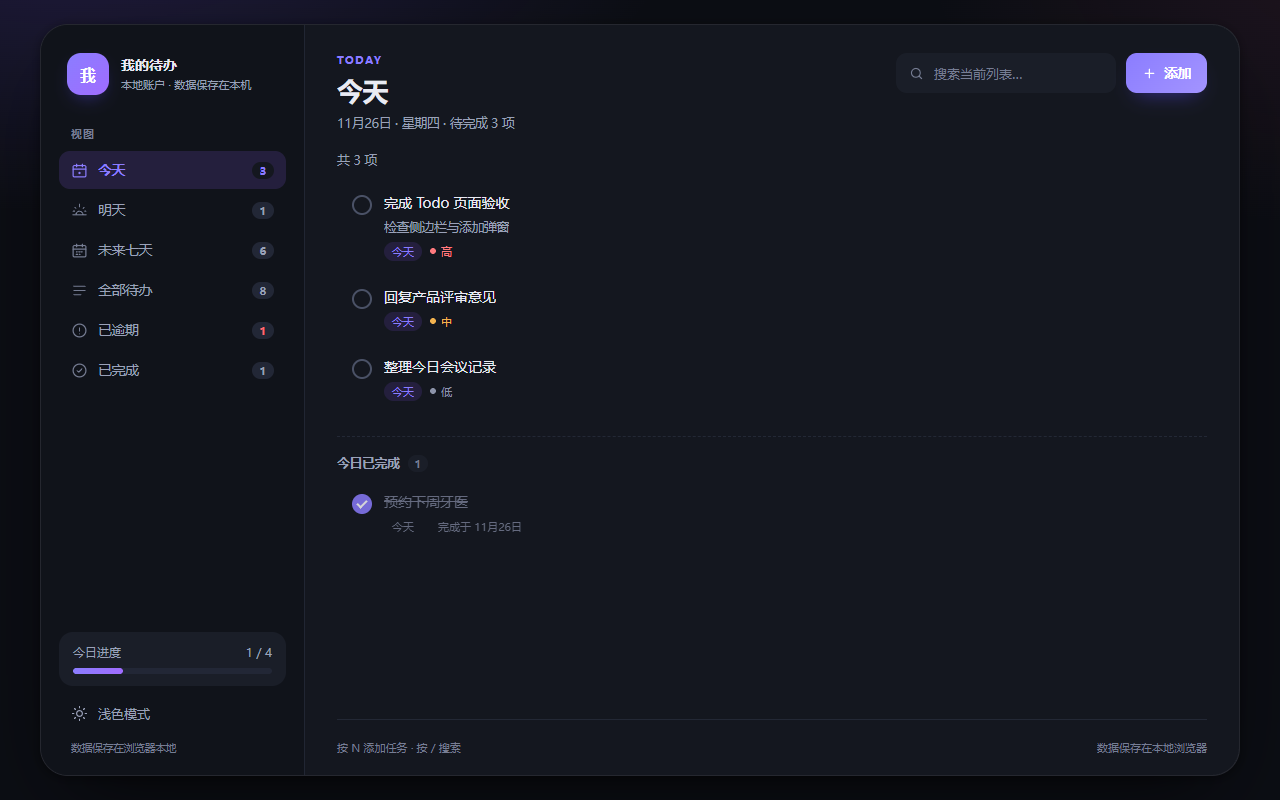 我
我的待办
本地账户 · 数据保存在本机
视图
今天 3
明天 1
未来七天 6
全部待办 8
已逾期 1
已完成 1
今日进度 1 / 4
浅色模式
数据保存在浏览器本地
TODAY
今天
11月26日 · 星期四 · 待完成 3 项
搜索当前列表...
添加
共 3 项
完成 Todo 页面验收
检查侧边栏与添加弹窗
今天 高
回复产品评审意见
今天 中
整理今日会议记录
今天 低
今日已完成 1
预约下周牙医
今天 完成于 11月26日
按 N 添加任务 · 按 / 搜索
数据保存在本地浏览器